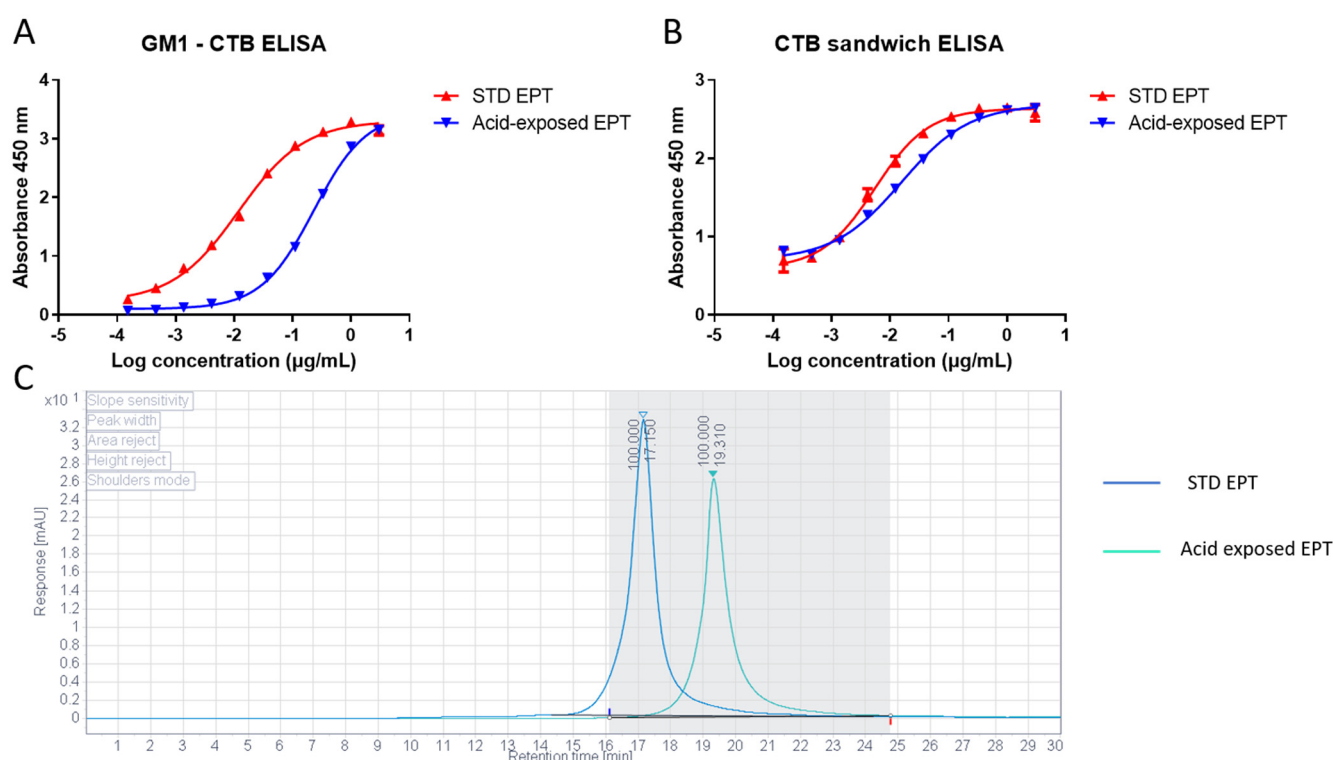 A
GM1 - CTB ELISA
Absorbance 450 nm
4
3
2
1
0
-5
-4
-3
-2
-1
0
1
Log concentration (µg/mL)
STD EPT
Acid-exposed EPT
B
CTB sandwich ELISA
Absorbance 450 nm
3
2
1
0
-5
-4
-3
-2
-1
0
1
Log concentration (µg/mL)
STD EPT
Acid-exposed EPT
C
x10 1
Slope sensitivity
Peak width
Area reject
Height reject
Shoulders mode
Response [mAU]
3.2
3
2.8
2.6
2.4
2.2
2
1.8
1.6
1.4
1.2
1
0.8
0.6
0.4
0.2
0
100.000
17.150
100.000
19.310
1 2 3 4 5 6 7 8 9 10 11 12 13 14 15 16 17 18 19 20 21 22 23 24 25 26 27 28 29 30
Retention time [min]
STD EPT
Acid exposed EPT